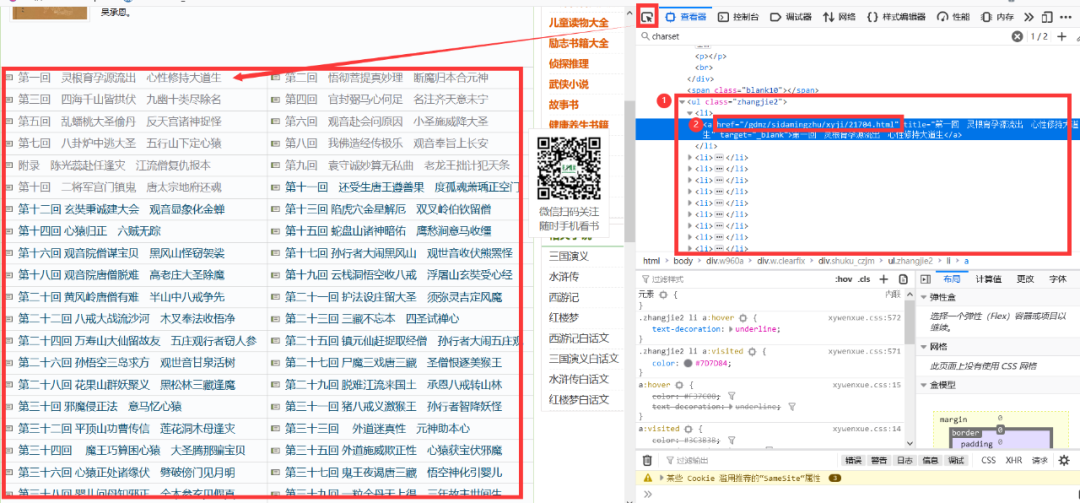 吴承恩。
第一回 灵根育孕源流出 心性修持大道生
第二回 悟彻菩提真妙理 断魔归本合元神
第三回 四海千山皆拱伏 九幽十类尽除名
第四回 官封弼马心何足 名注齐天意未宁
第五回 乱蟠桃大圣偷丹 反天宫诸神捉怪
第六回 观音赴会问原因 小圣施威降大圣
第七回 八卦炉中逃大圣 五行山下定心猿
第八回 我佛造经传极乐 观音奉旨上长安
附录 陈光蕊赴任逢灾 江流僧复仇报本
第九回 袁守诚妙算无私曲 老龙王拙计犯天条
第十回 二将军宫门镇鬼 唐太宗地府还魂
第十一回 还受生唐王遵善果 度孤魂萧瑀正空门
第十二回 玄奘秉诚建大会 观音显象化金蝉
第十三回 陷虎穴金星解厄 双叉岭伯钦留僧
第十四回 心猿归正 六贼无踪
第十五回 蛇盘山诸神暗佑 鹰愁涧意马收缰
第十六回 观音院僧谋宝贝 黑风山怪窃袈裟
第十七回 孙行者大闹黑风山 观世音收伏熊罴怪
第十八回 观音院唐僧脱难 高老庄大圣除魔
第十九回 云栈洞悟空收八戒 浮屠山玄奘受心经
第二十回 黄风岭唐僧有难 半山中八戒争先
第二十一回 护法设庄留大圣 须弥灵吉定风魔
第二十二回 八戒大战流沙河 木叉奉法收悟净
第二十三回 三藏不忘本 四圣试禅心
第二十四回 万寿山大仙留故友 五庄观行者窃人参
第二十五回 镇元仙赶捉取经僧 孙行者大闹五庄观
第二十六回 孙悟空三岛求方 观世音甘泉活树
第二十七回 尸魔三戏唐三藏 圣僧恨逐美猴王
第二十八回 花果山群妖聚义 黑松林三藏逢魔
第二十九回 脱难江流来国土 承恩八戒转山林
第三十回 邪魔侵正法 意马忆心猿
第三十一回 猪八戒义激猴王 孙行者智降妖怪
第三十二回 平顶山功曹传信 莲花洞木母逢灾
第三十三回 外道迷真性 元神助本心
第三十四回 魔王巧算困心猿 大圣腾那骗宝贝
第三十五回 外道施威欺正性 心猿获宝伏邪魔
第三十六回 心猿正处诸缘伏 劈破傍门见月明
第三十七回 鬼王夜谒唐三藏 悟空神化引婴儿
儿童读物大全
励志书籍大全
侦探推理
武侠小说
故事书
健康养生书籍
微信扫码关注
随时手机看书
三国演义
水浒传
西游记
红楼梦
西游记白话文
三国演义白话文
水浒传白话文
红楼梦白话文
查看器 控制台 调试器 网络 样式编辑器 性能 内存
charset
1 / 2
<p></p>
<br>
</div>
<span class="blank10"></span>
1
<ul class="zhangjie2">
<li>
2
<a href="/gdmz/sidamingzhu/xyji/21704.html" title="第一回 灵根育孕源流出 心性修持大道
生" target="_blank">第一回 灵根育孕源流出 心性修持大道生</a>
</li>
<li></li>
<li></li>
<li></li>
<li></li>
<li></li>
<li></li>
<li></li>
<li></li>
<li></li>
html body div.w960a div.w.clearfix div.shuku_czjm ul.zhangjie2 li a
过滤样式
:hov .cls
布局 计算值 更改 字体
元素 {
内联
}
.zhangjie2 li a:hover {
xywenxue.css:572
text-decoration: underline;
}
.zhangjie2 li a:visited {
xywenxue.css:571
color: #7D7D84;
}
a:hover {
xywenxue.css:15
color: #F37C00;
text-decoration: underline;
}
a:visited {
xywenxue.css:14
color: #3C3B3B;
弹性盒
选择一个弹性（Flex）容器或项目以
继续。
网格
此页面上没有使用 CSS 网格
盒模型
margin 0
border 0
padding 0
过滤输出
错误 警告 日志 信息 调试 CSS XHR 请求
某些 Cookie 滥用推荐的"SameSite"属性 3